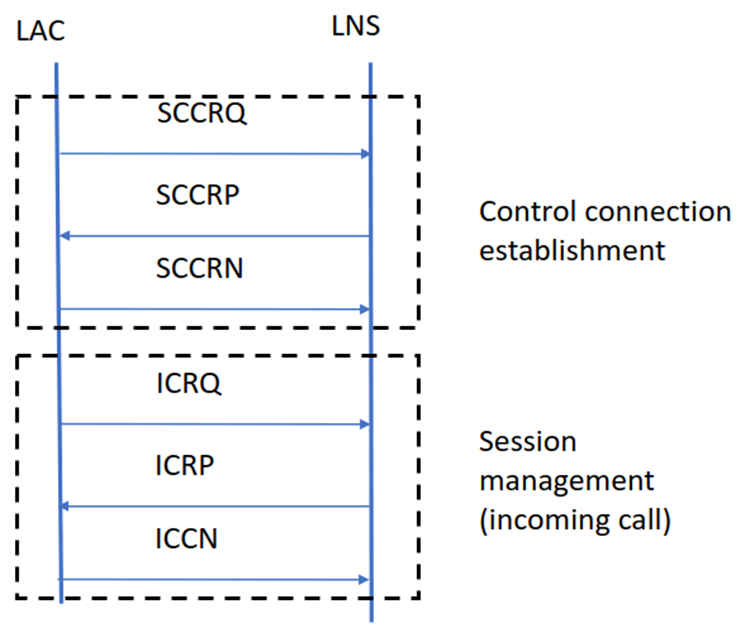 LAC
LNS
SCCRQ
SCCRP
Control connection
establishment
SCCRN
ICRQ
ICRP
Session
management
(incoming call)
ICCN